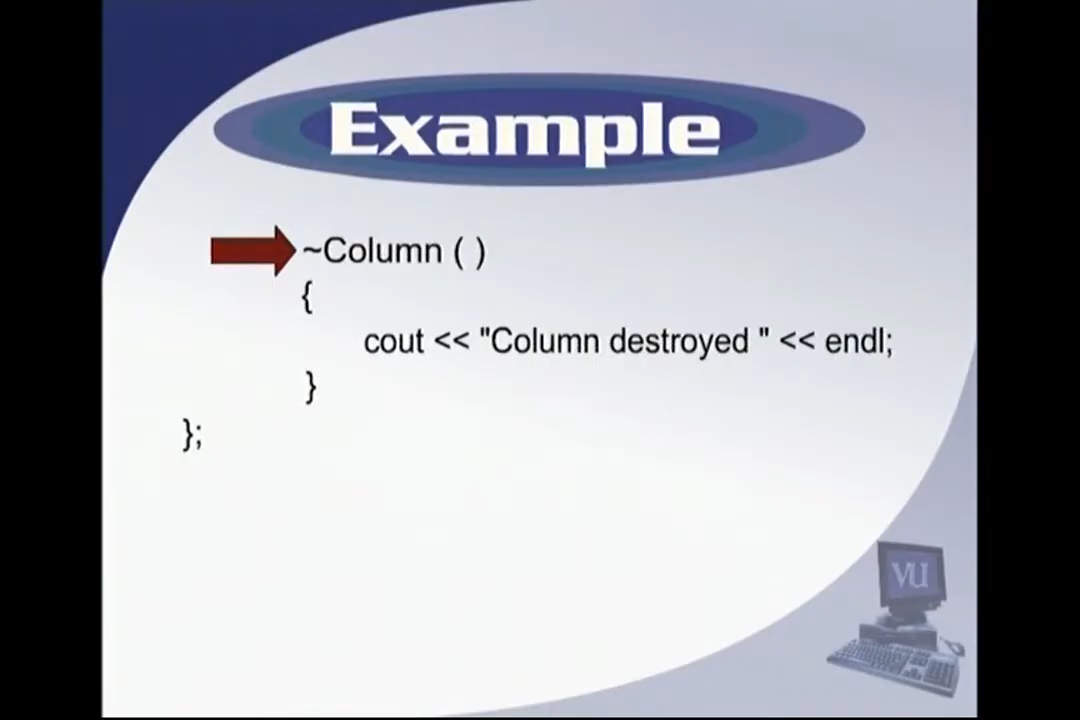 Example
~Column ( )
{
cout << "Column destroyed " << endl;
}
};
VU